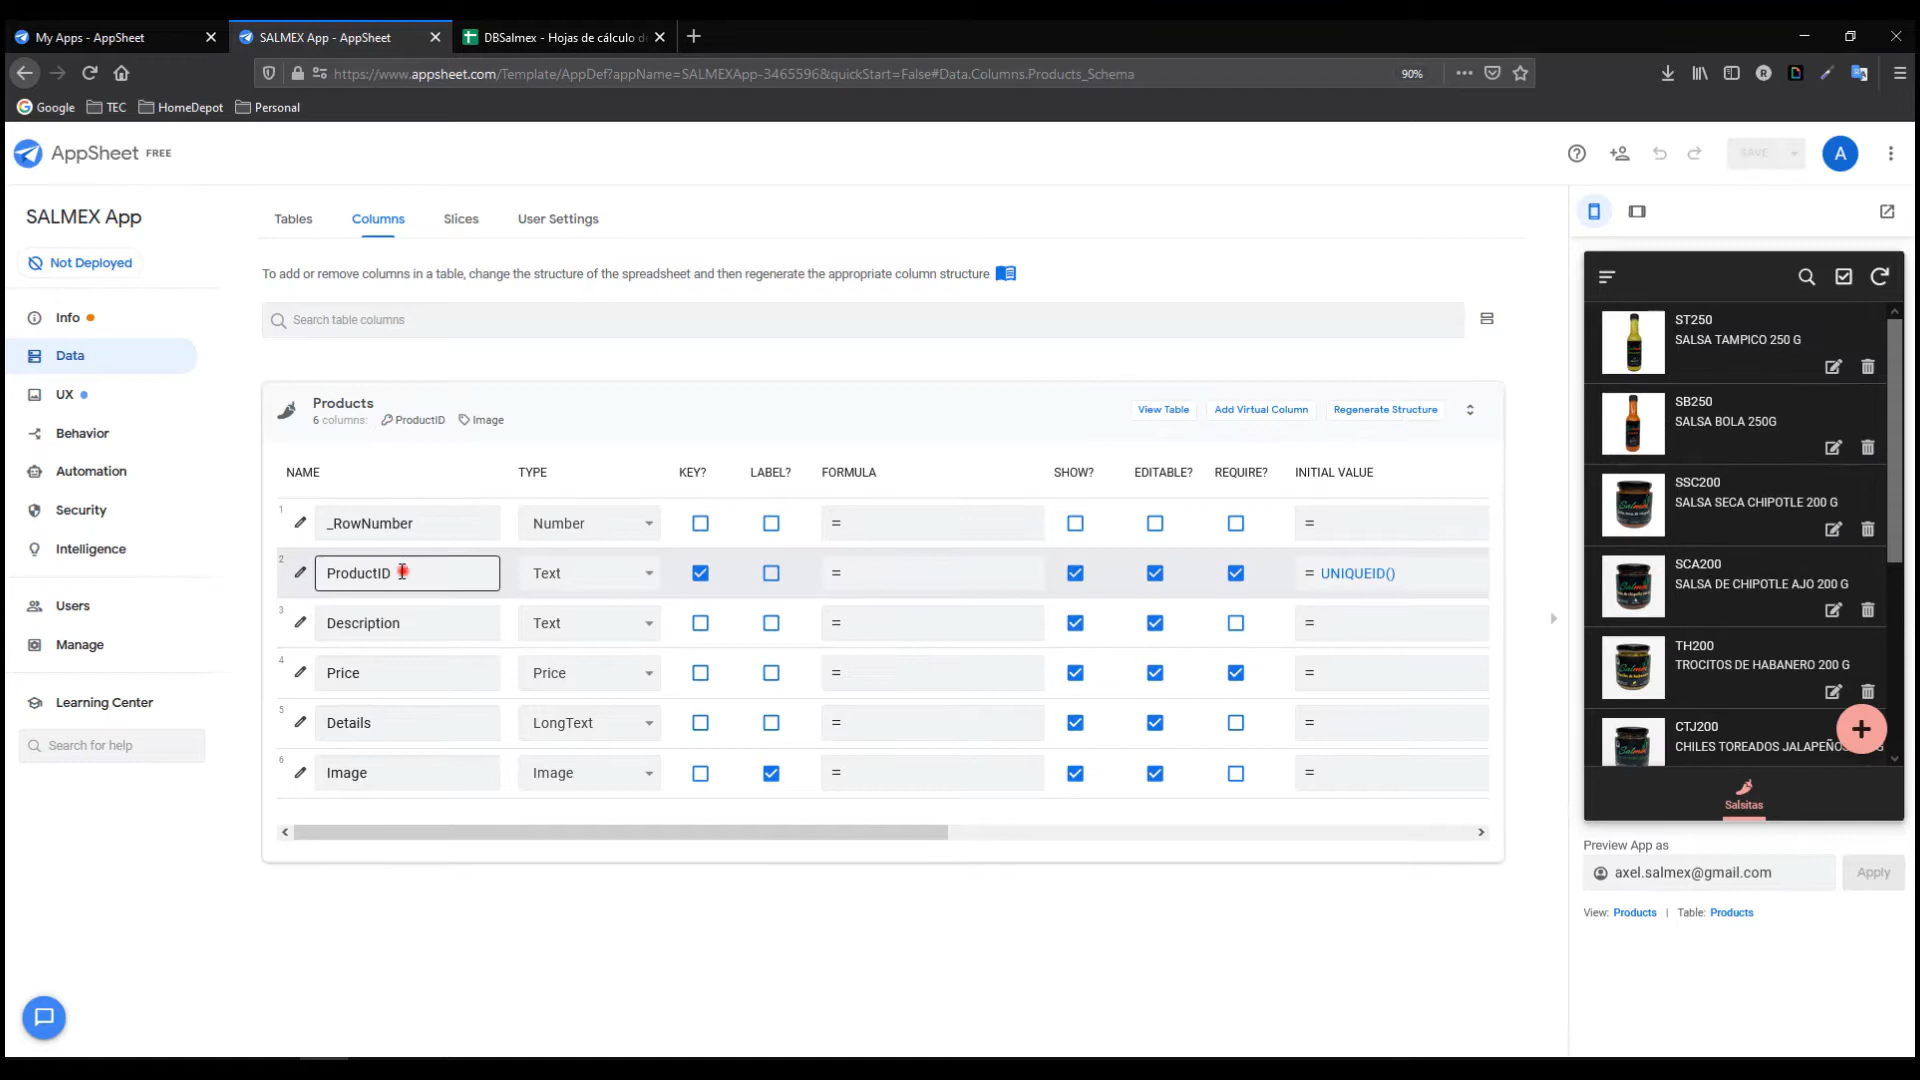 My Apps - AppSheet
SALMEX App - AppSheet
DBSalmex - Hojas de cálculo de
https://www.appsheet.com/Template/AppDef?appName=SALMEXApp-3465596&quickStart=False#Data.Columns.Products_Schema
90%
Google
TEC
HomeDepot
Personal
AppSheet FREE
SAVE
A
SALMEX App
Not Deployed
Info
Data
UX
Behavior
Automation
Security
Intelligence
Users
Manage
Learning Center
Search for help
Tables
Columns
Slices
User Settings
To add or remove columns in a table, change the structure of the spreadsheet and then regenerate the appropriate column structure
Search table columns
Products
6 columns: ProductID Image
View Table
Add Virtual Column
Regenerate Structure
NAME TYPE KEY? LABEL? FORMULA SHOW? EDITABLE? REQUIRE? INITIAL VALUE
1 _RowNumber Number = =
2 ProductID Text = = UNIQUEID()
3 Description Text = =
4 Price Price = =
5 Details LongText = =
6 Image Image = =
ST250
SALSA TAMPICO 250 G
SB250
SALSA BOLA 250G
SSC200
SALSA SECA CHIPOTLE 200 G
SCA200
SALSA DE CHIPOTLE AJO 200 G
TH200
TROCITOS DE HABANERO 200 G
CTJ200
CHILES TOREADOS JALAPEÑOS
Salsitas
Preview App as
axel.salmex@gmail.com
Apply
View: Products | Table: Products